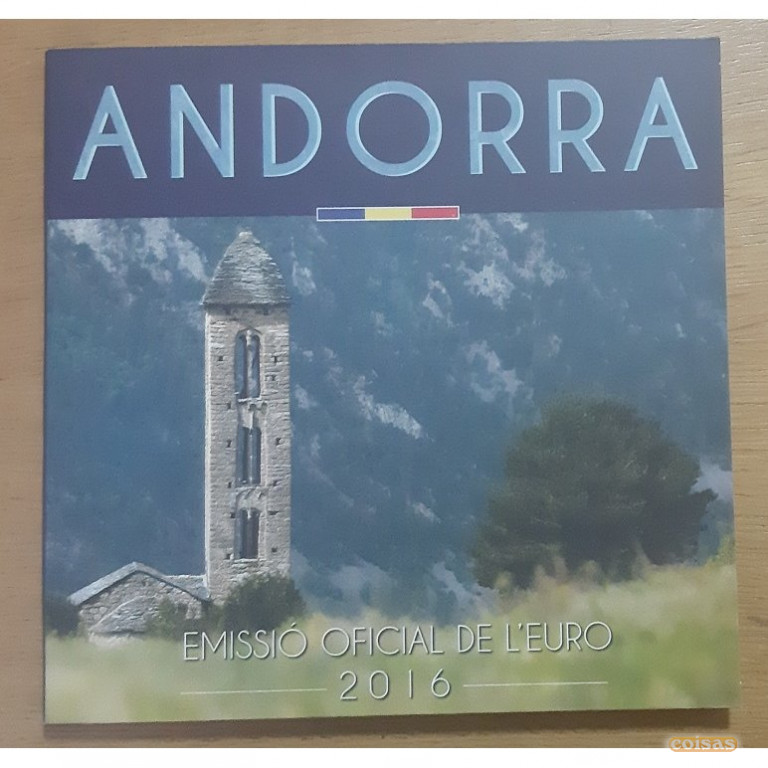 ANDORRA
EMISSIÓ OFICIAL DE L'EURO
2016
coisas